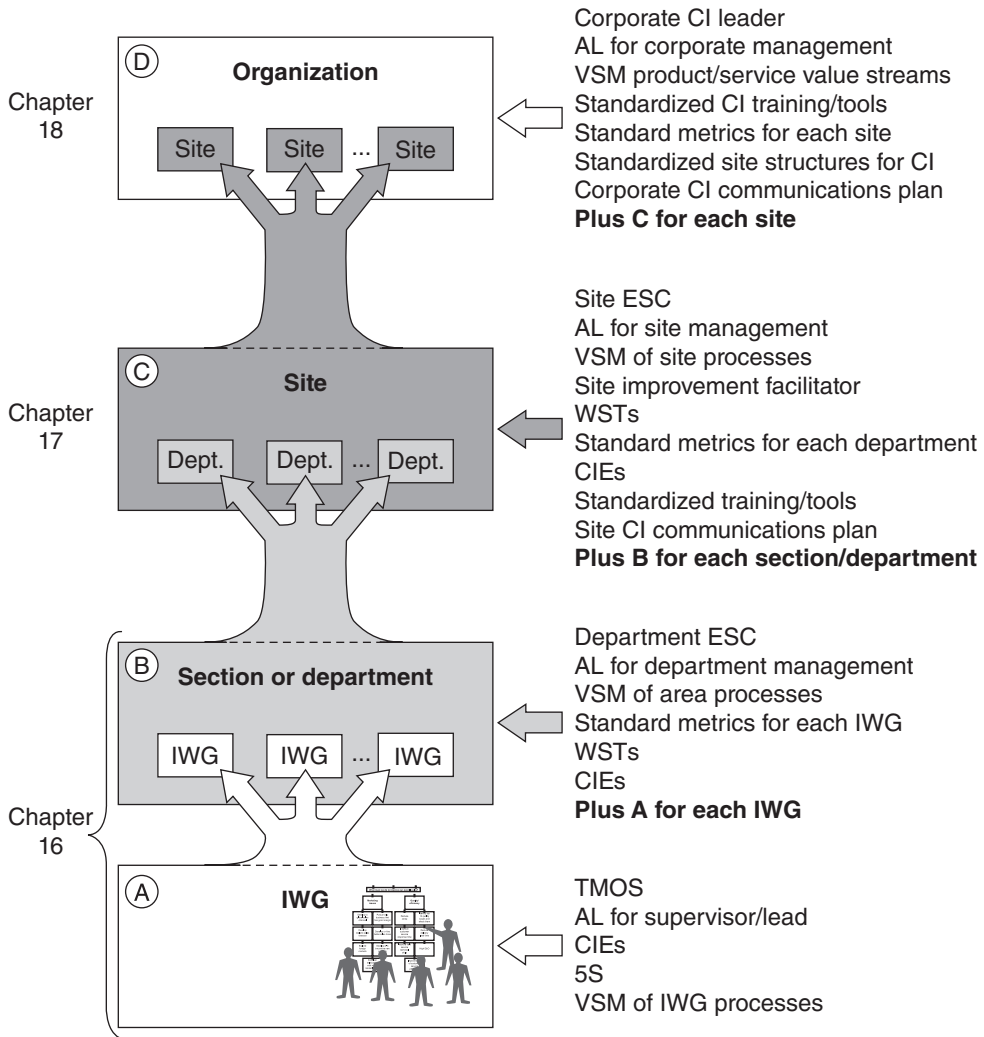 Chapter
18
D
Organization
Site
Site
...
Site
Corporate CI leader
AL for corporate management
VSM product/service value streams
Standardized CI training/tools
Standard metrics for each site
Standardized site structures for CI
Corporate CI communications plan
Plus C for each site
Chapter
17
C
Site
Dept.
Dept.
...
Dept.
Site ESC
AL for site management
VSM of site processes
Site improvement facilitator
WSTs
Standard metrics for each department
CIEs
Standardized training/tools
Site CI communications plan
Plus B for each section/department
Chapter
16
B
Section or department
IWG
IWG
...
IWG
Department ESC
AL for department management
VSM of area processes
Standard metrics for each IWG
WSTs
CIEs
Plus A for each IWG
A
IWG
TMOS
AL for supervisor/lead
CIEs
5S
VSM of IWG processes